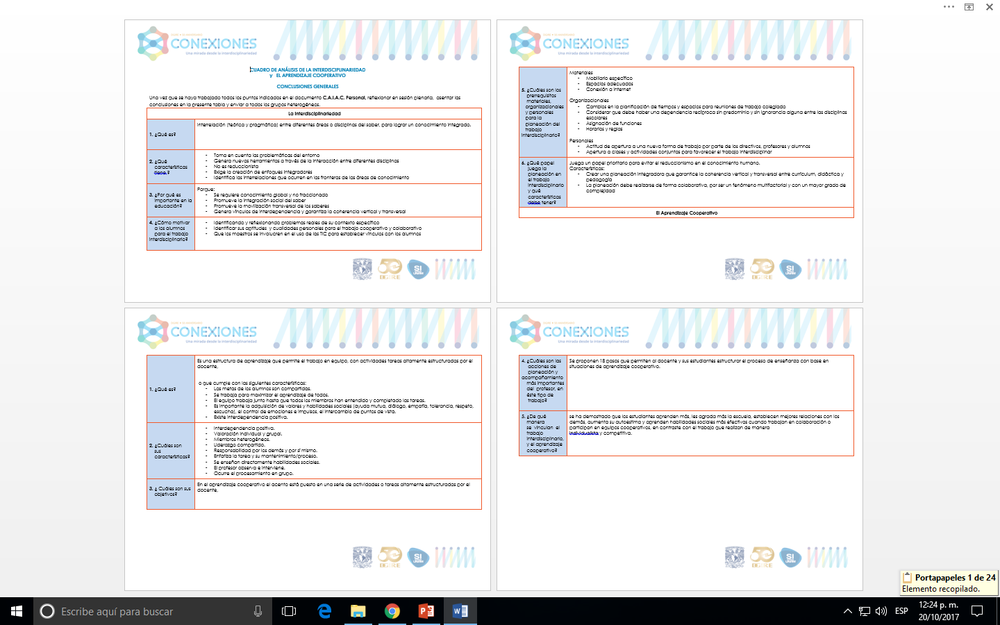 CONEXIONES
Una mirada desde la interdisciplinariedad
CUADRO DE ANÁLISIS DE LA INTERDISCIPLINARIEDAD
y EL APRENDIZAJE COOPERATIVO
CONCLUSIONES GENERALES
Una vez que se haya trabajado todos los puntos indicados en el documento C.A.I.A.C. Personal, reflexionar en sesión plenaria, asentar las
conclusiones en la presente tabla y enviar a todos los grupos heterogéneos.
La Interdisciplinariedad
1. ¿Qué es?
Interrelación (teórica y pragmática) entre diferentes áreas o disciplinas del saber, para lograr un conocimiento integrado.
2. ¿Qué
características
tiene ?
- Toma en cuenta las problemáticas del entorno
- Genera nuevas herramientas a través de la interacción entre diferentes disciplinas
- No es reduccionista
- Exige la creación de enfoques integradores
- Identifica las interrelaciones que ocurren en las fronteras de las áreas de conocimiento
3. ¿Por qué es
importante en la
educación?
Porque:
- Se requiere conocimiento global y no fraccionado
- Promueve la integración social del saber
- Promueve la movilización transversal de los saberes
- Genera vínculos de interdependencia y garantiza la coherencia vertical y transversal
4. ¿Cómo motivar
a los alumnos
para el trabajo
interdisciplinario?
- Identificando y reflexionando problemas reales de su contexto específico
- Identificar sus aptitudes y cualidades personales para el trabajo cooperativo y colaborativo
- Que los maestros se involucren en el uso de las TIC para establecer vínculos con los alumnos
SI
CONEXIONES
Una mirada desde la interdisciplinariedad
5. ¿Cuáles son los
prerrequisitos
materiales,
organizacionales
y personales
para la
planeación del
trabajo
interdisciplinario?
Materiales
- Mobiliario específico
- Espacios adecuados
- Conexión a internet
Organizacionales
- Cambios en la planificación de tiempos y espacios para reuniones de trabajo colegiado
- Considerar que debe haber una dependencia recíproca sin predominio y sin ignorancia alguna entre las disciplinas
escolares
- Asignación de funciones
- Horarios y reglas
Personales
- Actitud de apertura a una nueva forma de trabajo por parte de los directivos, profesores y alumnos
- Apertura a clases y actividades conjuntas para favorecer el trabajo interdisciplinar
6. ¿Qué papel
juega la
planeación en
el trabajo
interdisciplinario
y qué
características
debe tener?
Juega un papel prioritario para evitar el reduccionismo en el conocimiento humano.
Características:
- Crear una planeación integradora que garantice la coherencia vertical y transversal entre currículum, didáctica y
pedagogía
- La planeación debe realizarse de forma colaborativa, por ser un fenómeno multifactorial y con un mayor grado de
complejidad
El Aprendizaje Cooperativo
SI
CONEXIONES
Una mirada desde la interdisciplinariedad
1. ¿Qué es?
Es una estructura de aprendizaje que permite el trabajo en equipo, con actividades tareas altamente estructuradas por el
docente,
o que cumple con las siguientes características:
- Las metas de los alumnos son compartidas.
- Se trabaja para maximizar el aprendizaje de todos.
- El equipo trabaja junto hasta que todos los miembros han entendido y completado las tareas.
- Es importante la adquisición de valores y habilidades sociales (ayuda mutua, diálogo, empatía, tolerancia, respeto,
escucha), el control de emociones e impulsos, el intercambio de puntos de vista.
- Existe interdependencia positiva.
2. ¿Cuáles son
sus
características?
- Interdependencia positiva.
- Valoración individual y grupal.
- Miembros heterogéneos.
- Liderazgo compartido.
- Responsabilidad por los demás y por sí mismo.
- Enfatiza la tarea y su mantenimiento/proceso.
- Se enseñan directamente habilidades sociales.
- El profesor observa e interviene.
- Ocurre el procesamiento en grupo.
3. ¿ Cuáles son sus
objetivos?
En el aprendizaje cooperativo el acento está puesto en una serie de actividades o tareas altamente estructuradas por el
docente,
SI
CONEXIONES
Una mirada desde la interdisciplinariedad
4. ¿Cuáles son las
acciones de
planeación y
acompañamiento
más importantes
del profesor, en
éste tipo de
trabajo?
Se proponen 18 pasos que permiten al docente y sus estudiantes estructurar el proceso de enseñanza con base en
situaciones de aprendizaje cooperativo.
5. ¿De qué
manera
se vinculan el
trabajo
interdisciplinario,
y el aprendizaje
cooperativo?
se ha demostrado que los estudiantes aprenden más, les agrada más la escuela, establecen mejores relaciones con los
demás, aumenta su autoestima y aprenden habilidades sociales más efectivas cuando trabajan en colaboración o
participan en equipos cooperativos, en contraste con el trabajo que realizan de manera
individualista y competitiva.
SI
Portapapeles 1 de 24
Elemento recopilado.
Escribe aquí para buscar
ESP
12:24 p. m.
20/10/2017